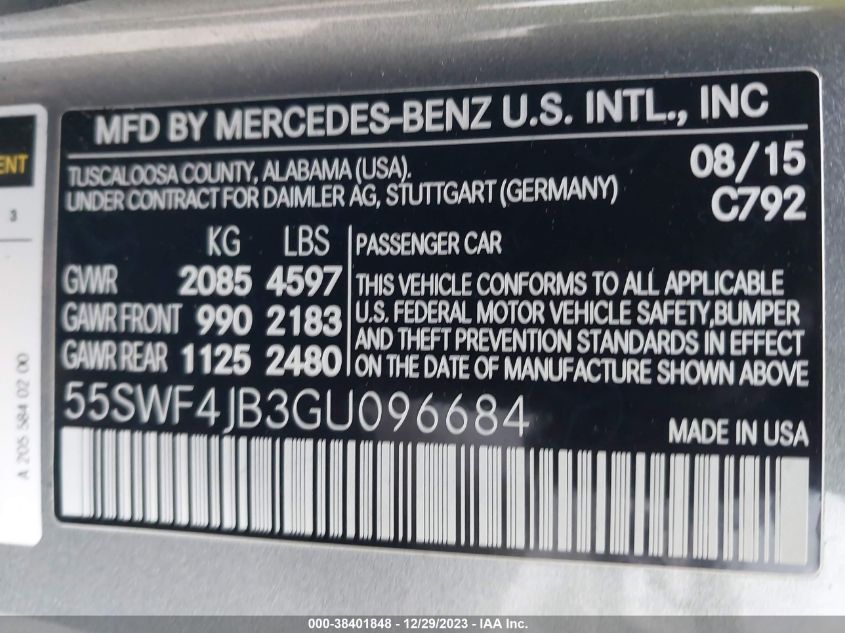 MFD BY MERCEDES-BENZ U.S. INTL., INC
TUSCALOOSA COUNTY, ALABAMA (USA). 08/15
UNDER CONTRACT FOR DAIMLER AG, STUTTGART (GERMANY) C792
KG LBS PASSENGER CAR
GVWR 2085 4597 THIS VEHICLE CONFORMS TO ALL APPLICABLE
GAWR FRONT 990 2183 U.S. FEDERAL MOTOR VEHICLE SAFETY,BUMPER
AND THEFT PREVENTION STANDARDS IN EFFECT
GAWR REAR 1125 2480 ON THE DATE OF MANUFACTURE SHOWN ABOVE
55SWF4JB3GU096684 MADE IN USA
ENT
3
A 205 584 02 00
000-38401848 - 12/29/2023 - IAA Inc.